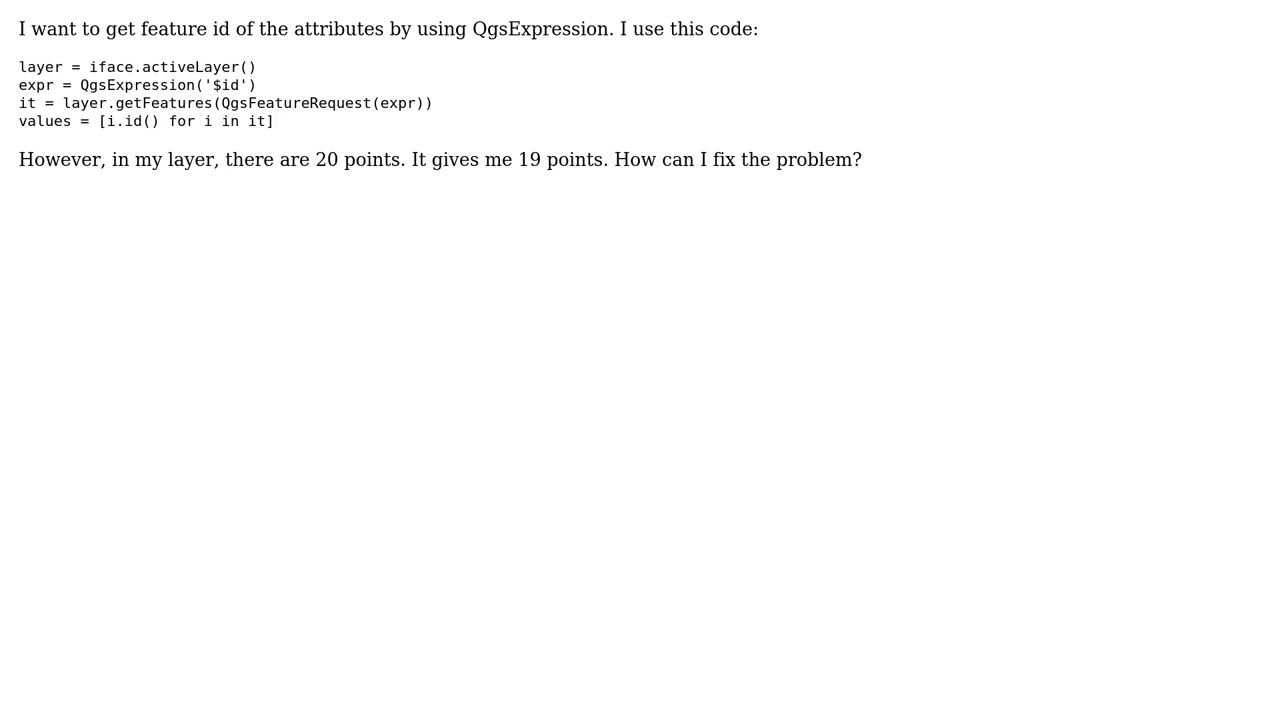 I want to get feature id of the attributes by using QgsExpression. I use this code:
layer = iface.activeLayer()
expr = QgsExpression('$id')
it = layer.getFeatures(QgsFeatureRequest(expr))
values = [i.id() for i in it]
However, in my layer, there are 20 points. It gives me 19 points. How can I fix the problem?